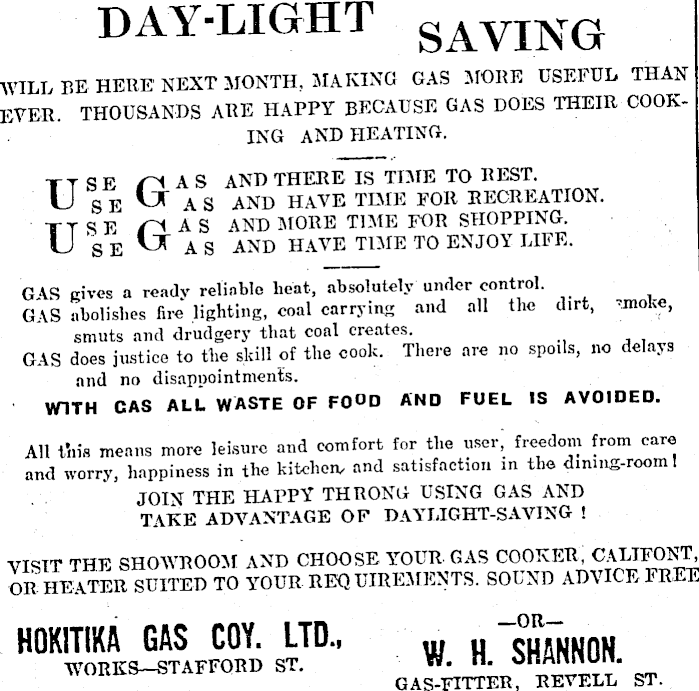 DAY-LIGHT SAVING
WILL BE HERE NEXT MONTH, MAKING GAS MORE USEFUL THAN
EVER. THOUSANDS ARE HAPPY BECAUSE GAS DOES THEIR COOK-
ING AND HEATING.
USE GAS AND THERE IS TIME TO REST.
USE GAS AND HAVE TIME FOR RECREATION.
USE GAS AND MORE TIME FOR SHOPPING.
USE GAS AND HAVE TIME TO ENJOY LIFE.
GAS gives a ready reliable heat, absolutely under control.
GAS abolishes fire lighting, coal carrying and all the dirt, smoke,
smuts and drudgery that coal creates.
GAS does justice to the skill of the cook. There are no spoils, no delays
and no disappointments.
WITH GAS ALL WASTE OF FOOD AND FUEL IS AVOIDED.
All this means more leisure and comfort for the user, freedom from care
and worry, happiness in the kitchen, and satisfaction in the dining-room!
JOIN THE HAPPY THRONG USING GAS AND
TAKE ADVANTAGE OF DAYLIGHT-SAVING!
VISIT THE SHOWROOM AND CHOOSE YOUR GAS COOKER, CALIFONT,
OR HEATER SUITED TO YOUR REQUIREMENTS. SOUND ADVICE FREE
HOKITIKA GAS COY. LTD.,
WORKS—STAFFORD ST.
—OR—
W. H. SHANNON.
GAS-FITTER, REVELL ST.